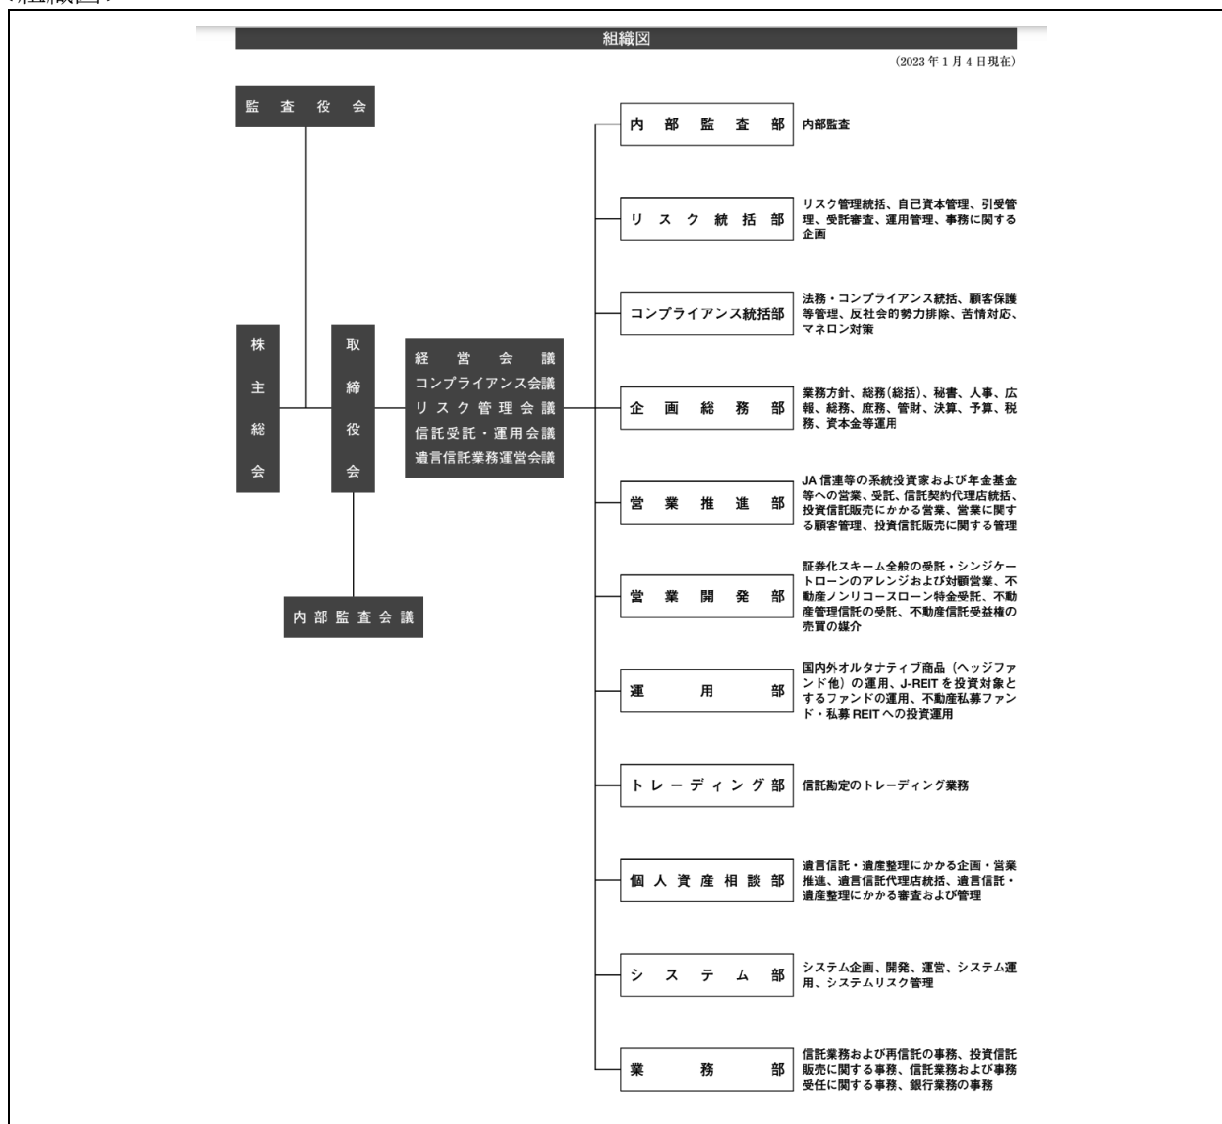 組織図
(2023年1月4日現在)
監査役会
株主総会
取締役会
経営会議
コンプライアンス会議
リスク管理会議
信託受託・運用会議
遺言信託業務運営会議
内部監査会議
内部監査部
内部監査
リスク統括部
リスク管理統括、自己資本管理、引受管
理、受託審査、運用管理、事務に関する
企画
コンプライアンス統括部
法務・コンプライアンス統括、顧客保護
等管理、反社会的勢力排除、苦情対応、
マネロン対策
企画総務部
業務方針、総務(総括)、秘書、人事、広
報、総務、庶務、管財、決算、予算、税
務、資本金等運用
営業推進部
JA信連等の系統投資家および年金基金
等への営業、受託、信託契約代理店統括、
投資信託販売にかかる営業、営業に関す
る顧客管理、投資信託販売に関する管理
営業開発部
証券化スキーム全般の受託・シンジケー
トローンのアレンジおよび対顧営業、不
動産ノンリコースローン特金受託、不動
産管理信託の受託、不動産信託受益権の
売買の媒介
運用部
国内外オルタナティブ商品(ヘッジファ
ンド他)の運用、J-REITを投資対象と
するファンドの運用、不動産私募ファン
ド・私募REITへの投資運用
トレーディング部
信託勘定のトレーディング業務
個人資産相談部
遺言信託・遺産整理にかかる企画・営業
推進、遺言信託代理店統括、遺言信託・
遺産整理にかかる審査および管理
システム部
システム企画、開発、運営、システム運
用、システムリスク管理
業務部
信託業務および再信託の事務、投資信託
販売に関する事務、信託業務および事務
受任に関する事務、銀行業務の事務